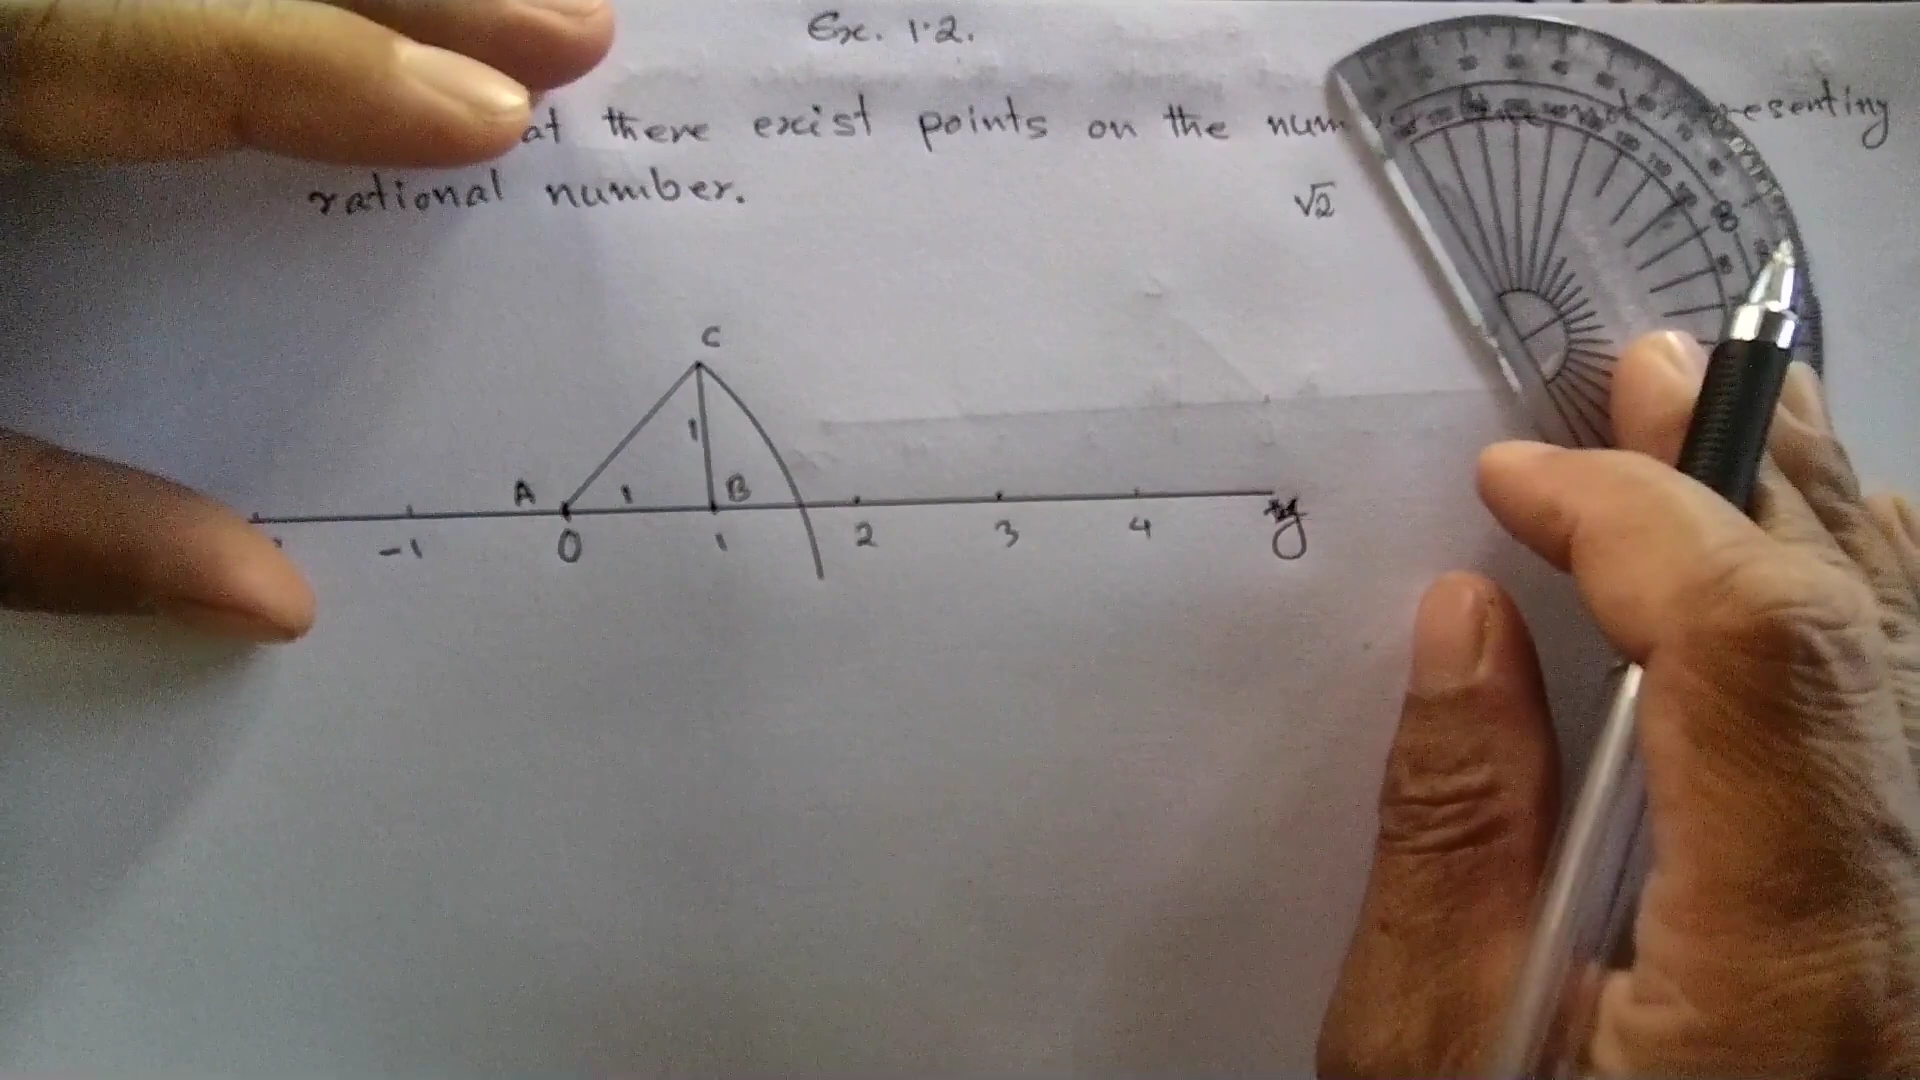 Ex. 1.2.
at there exist points on the num presenting
rational number.
√2
C
1
A 1 B
-1 0 1 2 3 4